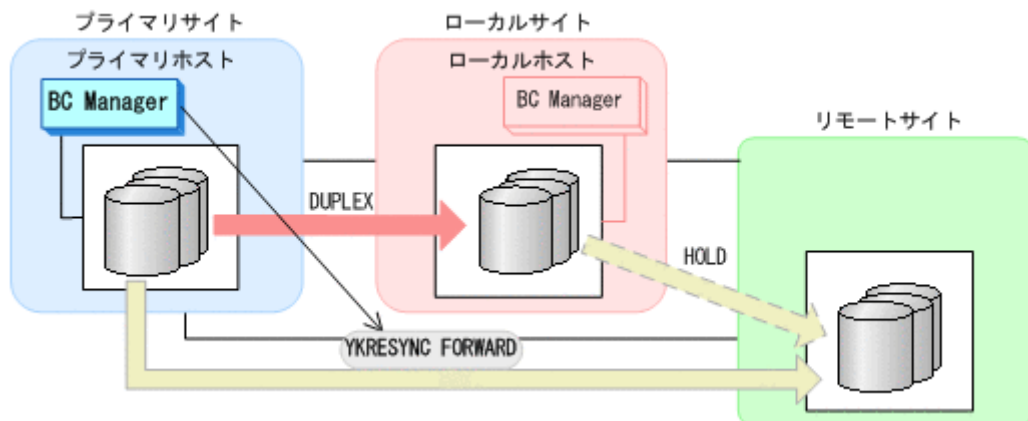 プライマリサイト
プライマリホスト
BC Manager
ローカルサイト
ローカルホスト
BC Manager
リモートサイト
DUPLEX
HOLD
YKRESYNC FORWARD